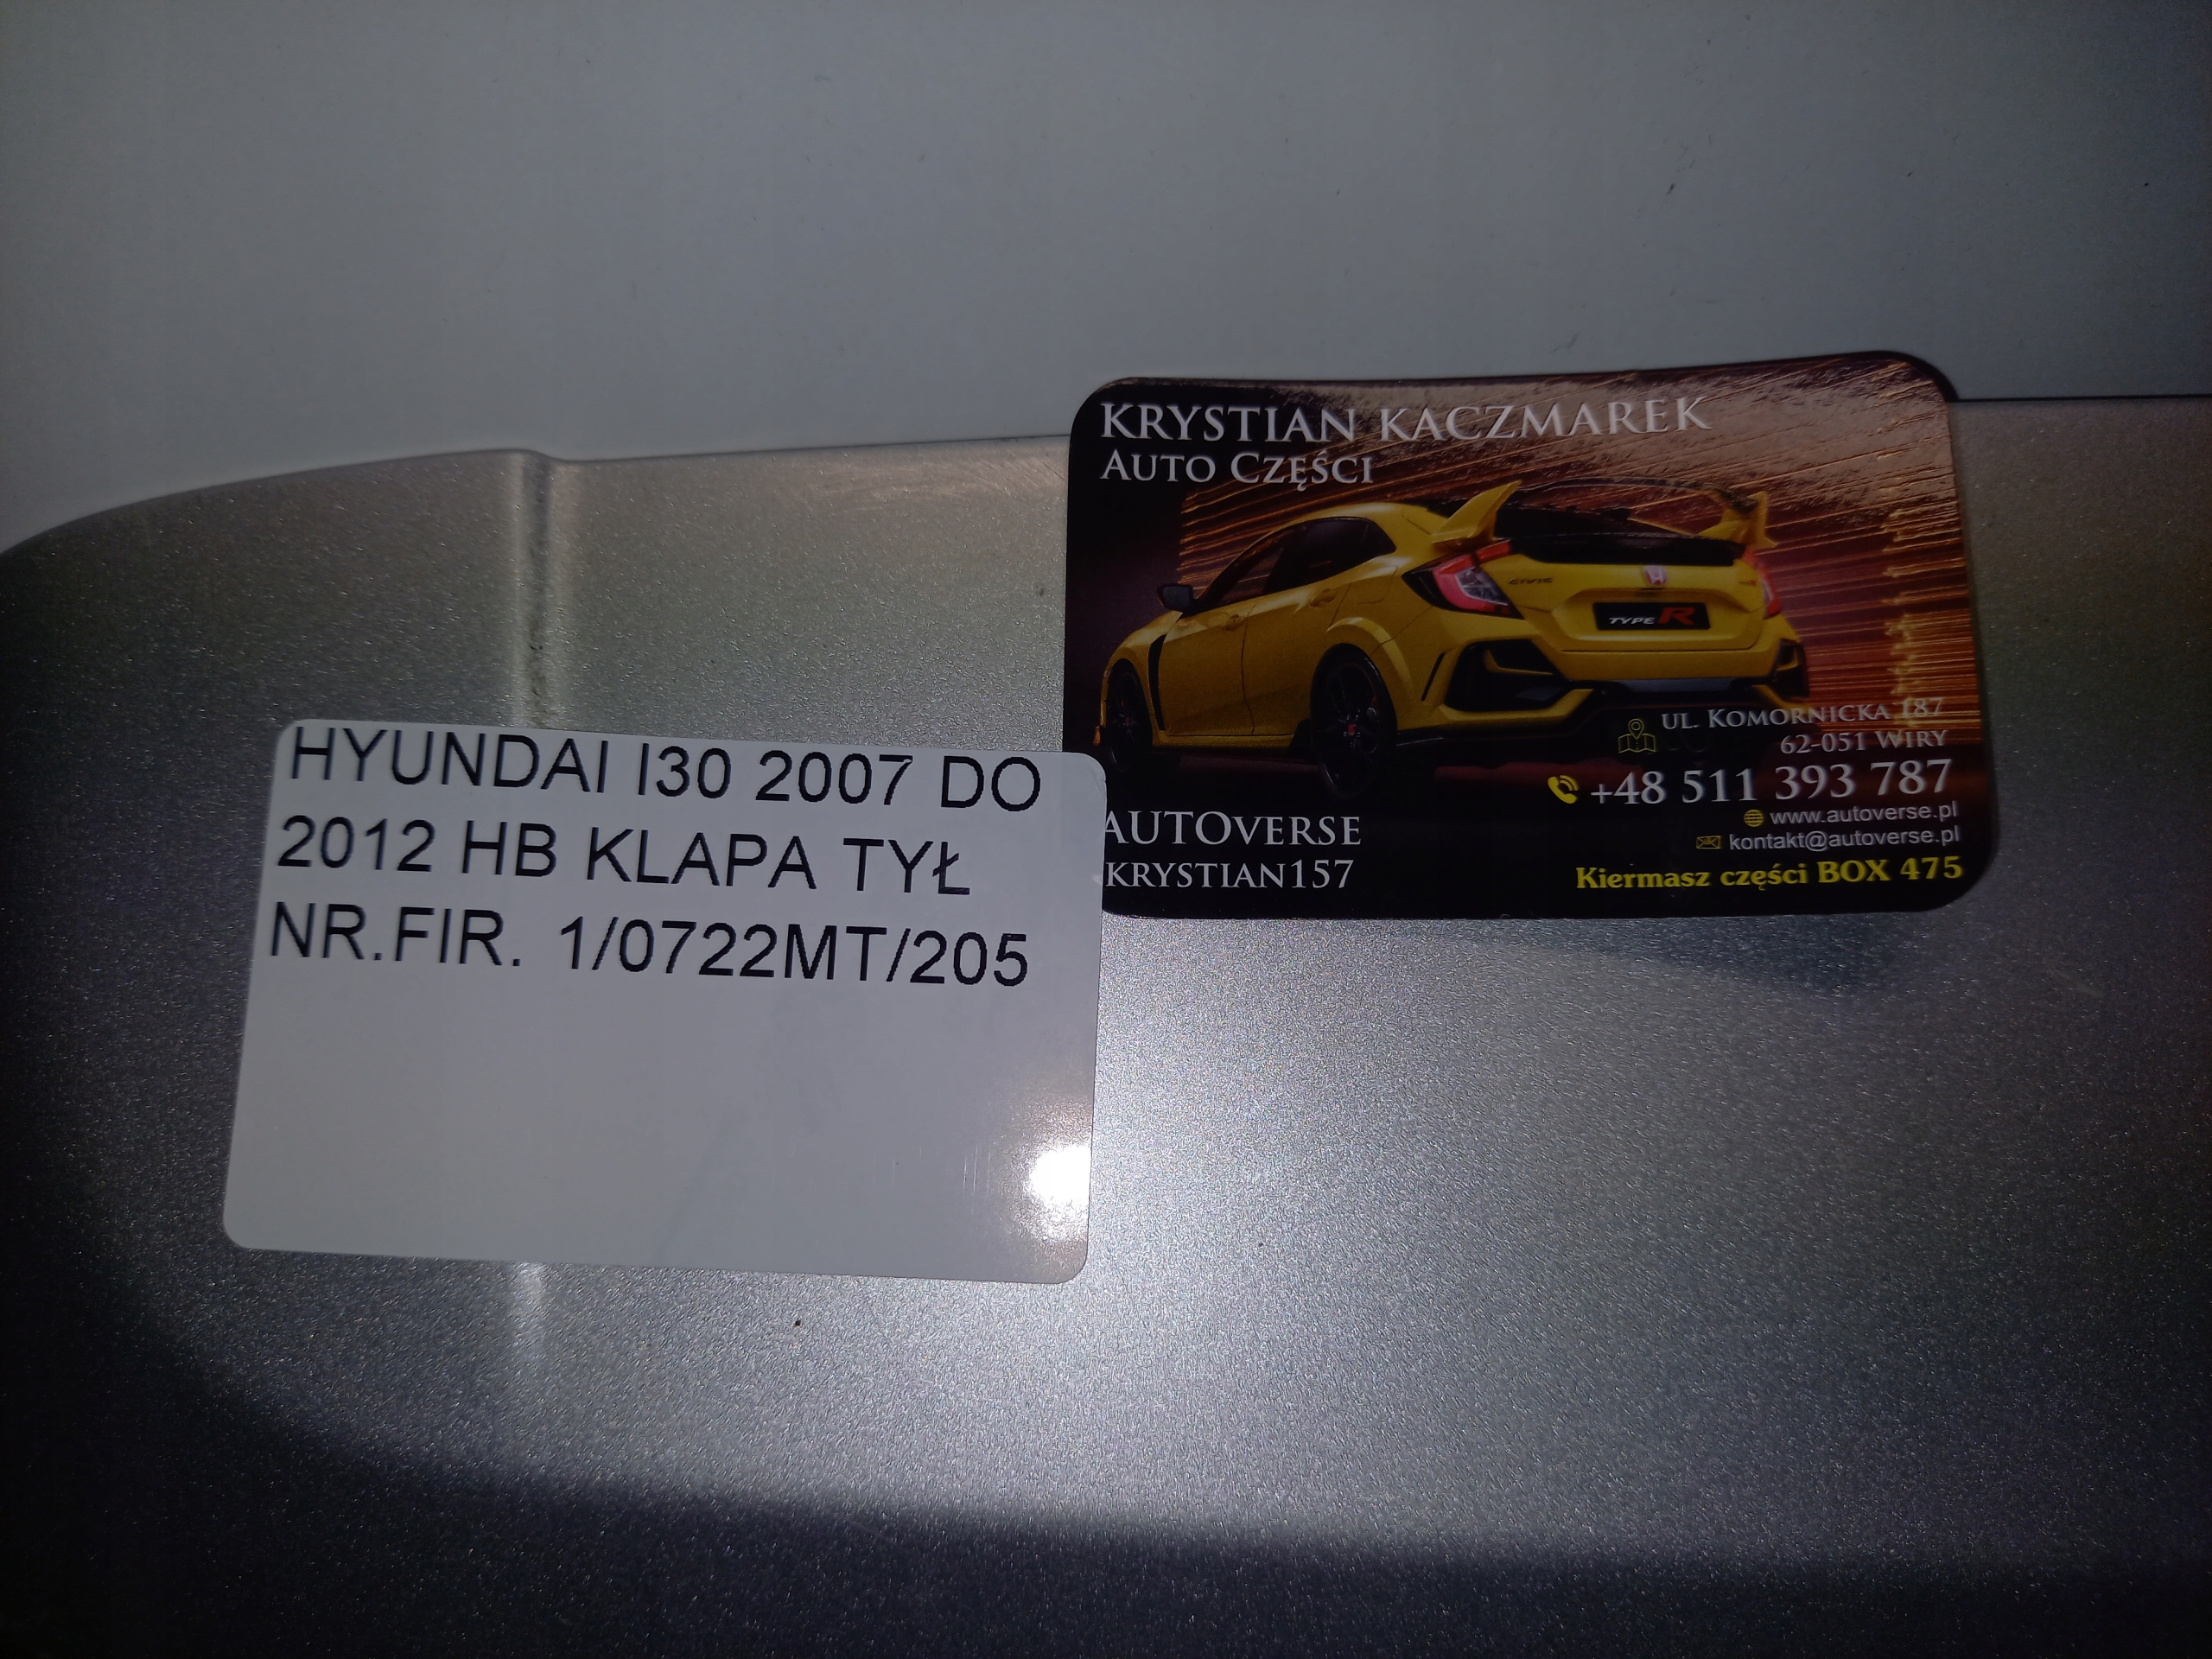 HYUNDAI I30 2007 DO
2012 HB KLAPA TYŁ
NR.FIR. 1/0722MT/205
KRYSTIAN KACZMAREK
AUTO CZĘŚCI
CIVIC
TYPE R
UL. KOMORNICKA 187
62-051 WIRY
+48 511 393 787
www.autoverse.pl
kontakt@autoverse.pl
Kiermasz części BOX 475
AUTOVERSE
KRYSTIAN157